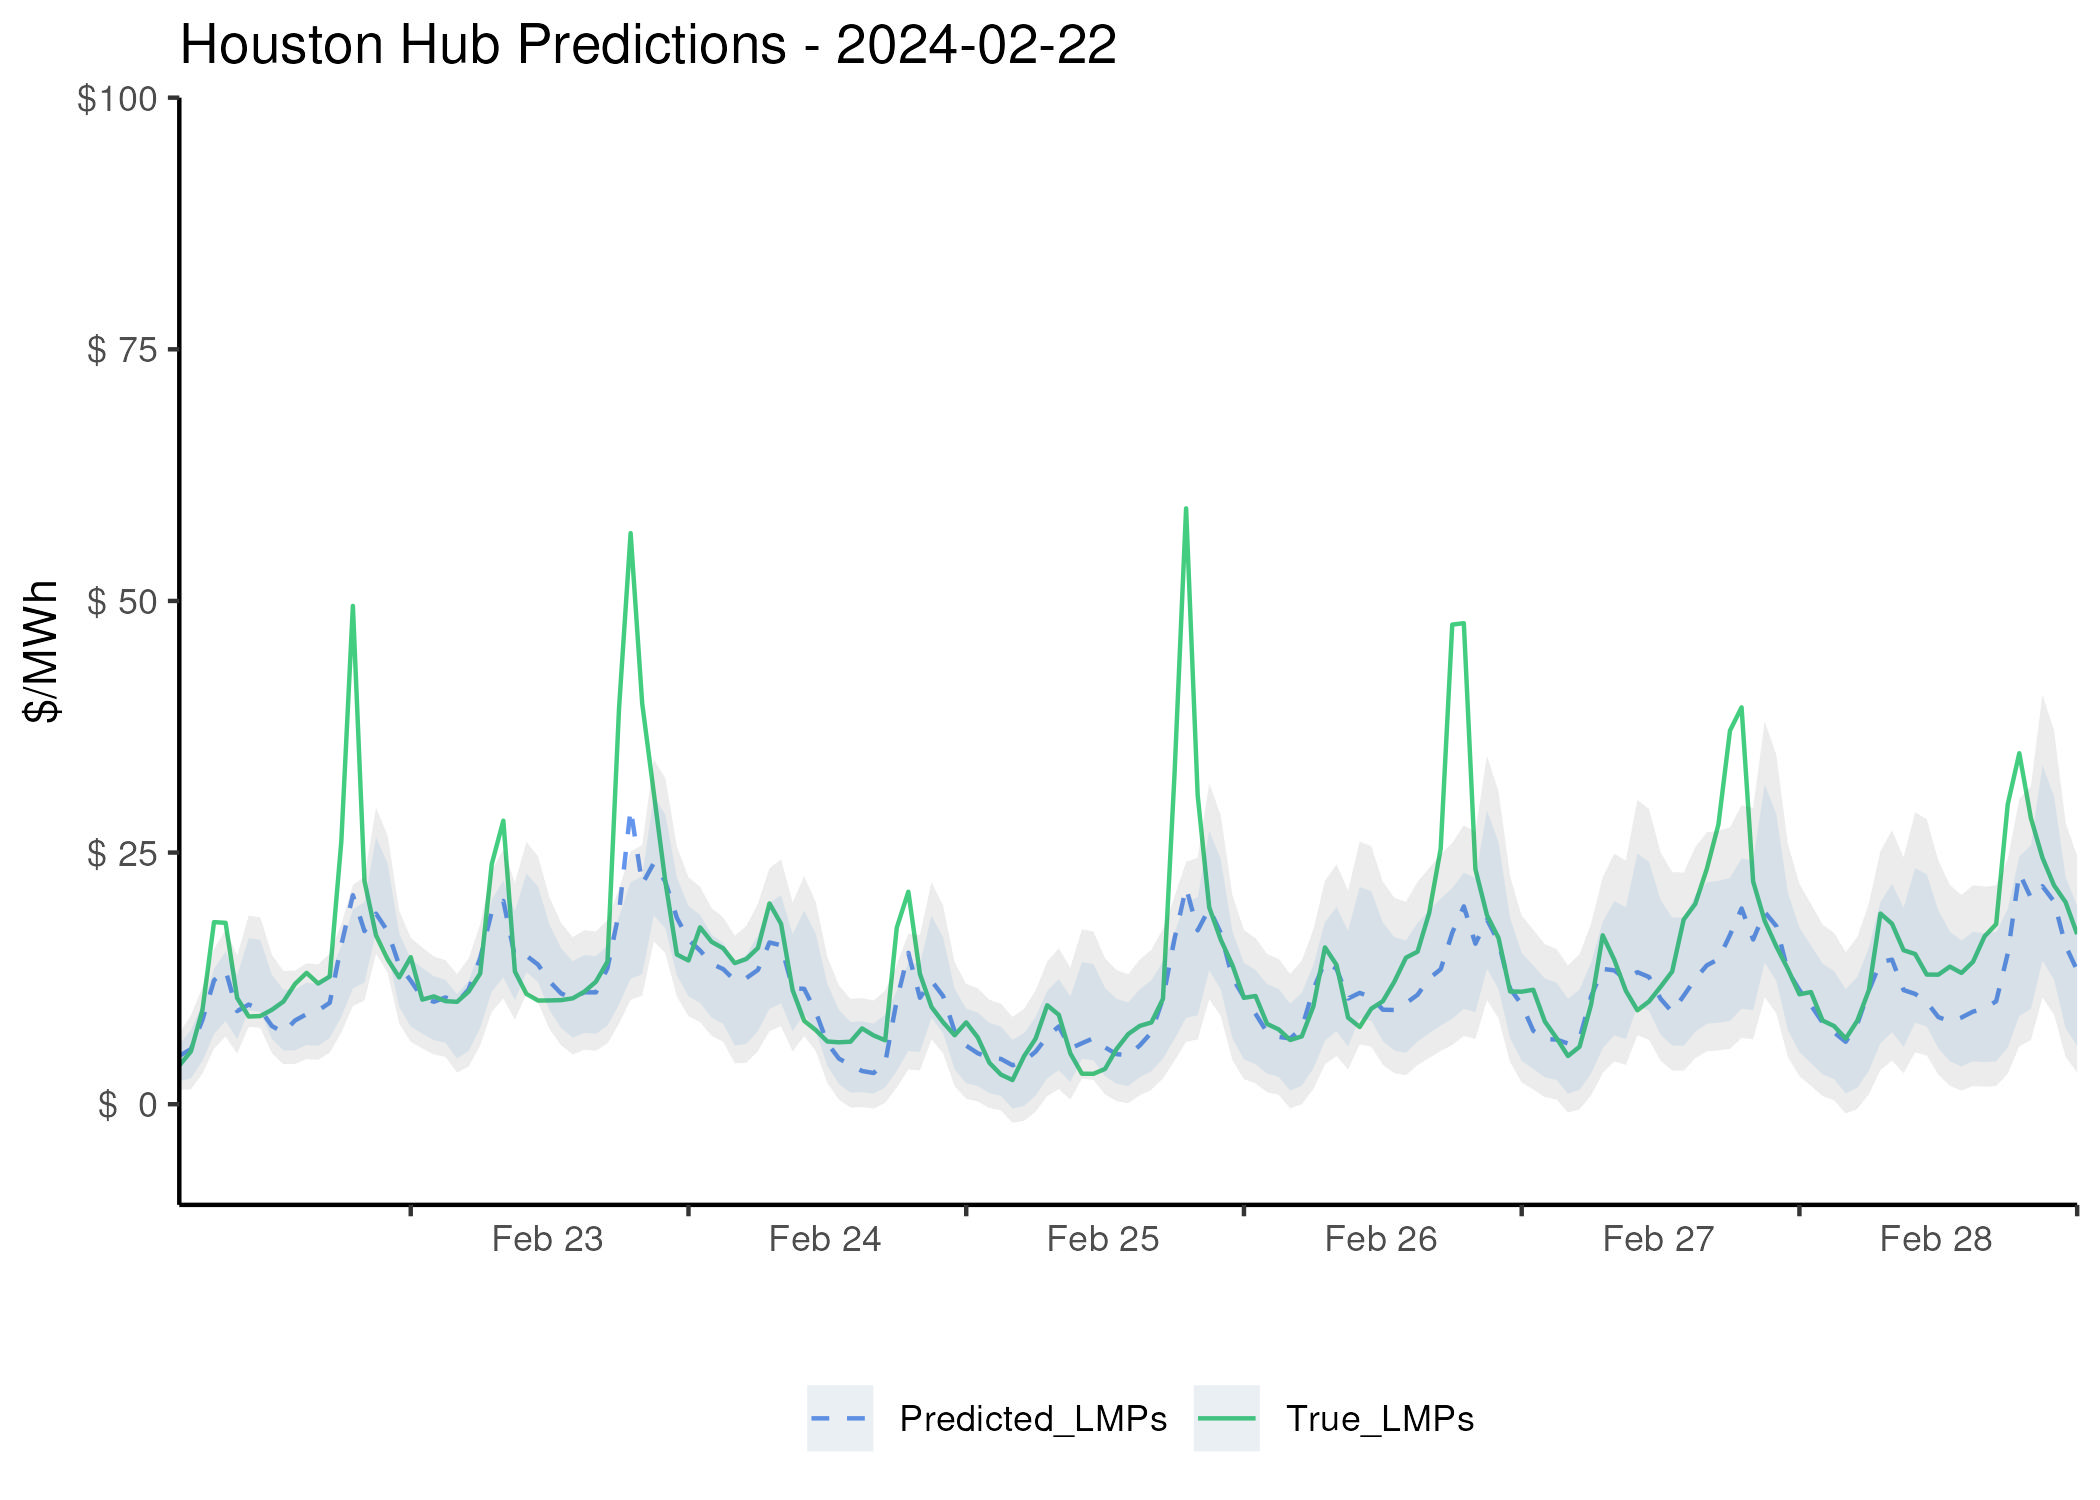 Houston Hub Predictions - 2024-02-22
$100
$ 75
$ 50
$ 25
$ 0
$/MWh
Feb 23 Feb 24 Feb 25 Feb 26 Feb 27 Feb 28
Predicted_LMPs True_LMPs